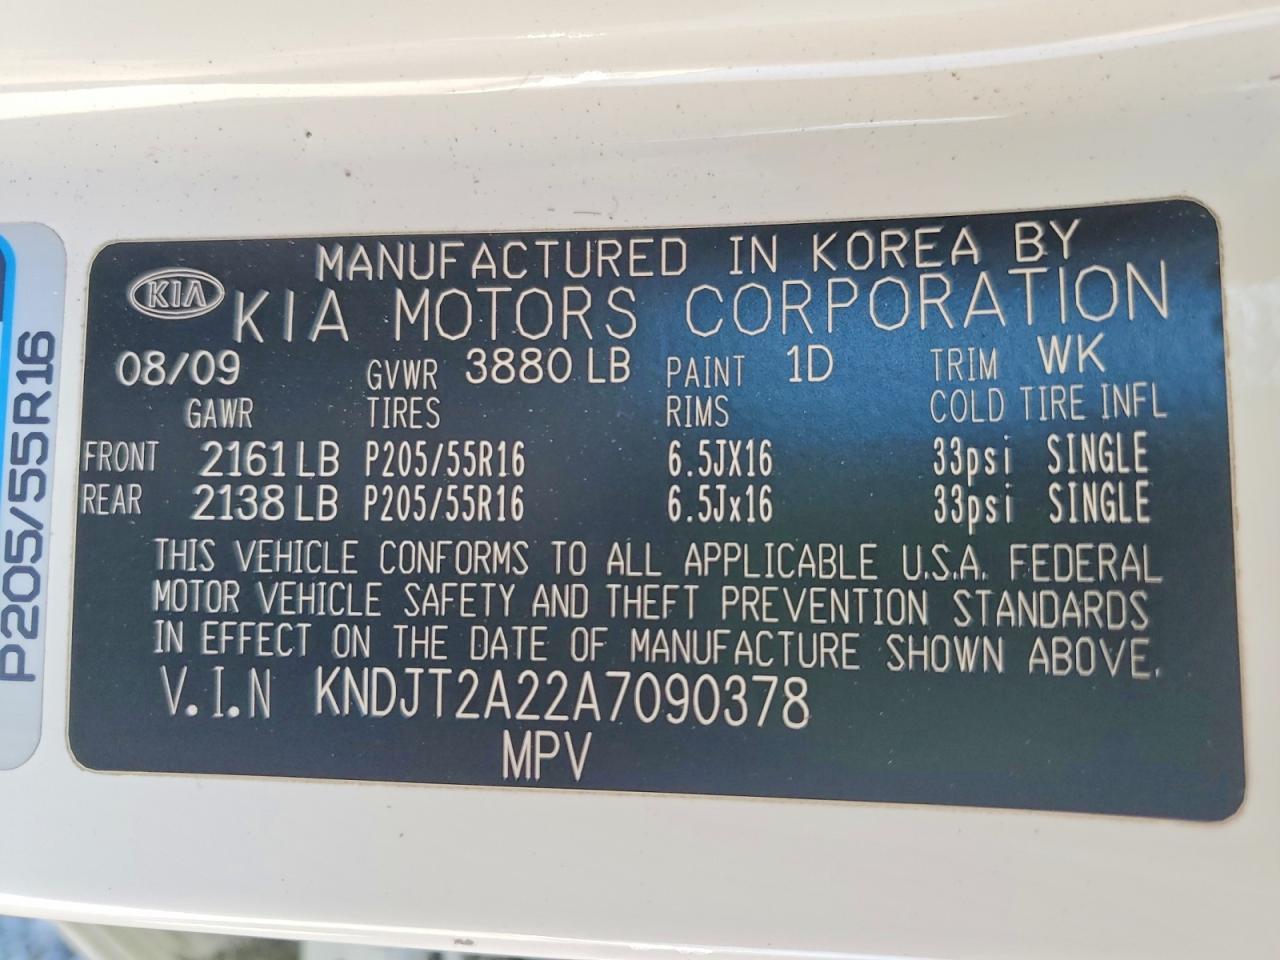 MANUFACTURED IN KOREA BY
KIA KIA MOTORS CORPORATION
08/09 GVWR 3880 LB PAINT 1D TRIM WK
GAWR TIRES RIMS COLD TIRE INFL
FRONT 2161 LB P205/55R16 6.5JX16 33psi SINGLE
REAR 2138 LB P205/55R16 6.5Jx16 33psi SINGLE
THIS VEHICLE CONFORMS TO ALL APPLICABLE U.S.A. FEDERAL
MOTOR VEHICLE SAFETY AND THEFT PREVENTION STANDARDS
IN EFFECT ON THE DATE OF MANUFACTURE SHOWN ABOVE.
V.I.N KNDJT2A22A7090378
MPV
P205/55R16